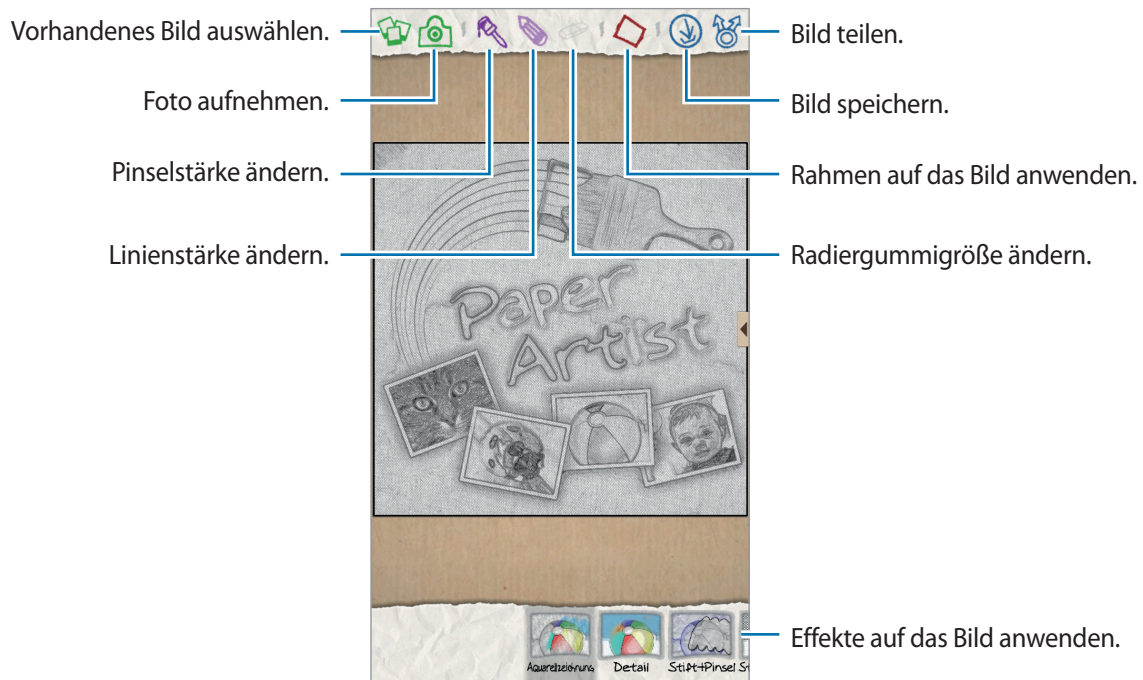 Vorhandenes Bild auswählen.
Foto aufnehmen.
Pinselstärke ändern.
Linienstärke ändern.
Bild teilen.
Bild speichern.
Rahmen auf das Bild anwenden.
Radiergummigröße ändern.
Paper
Artist
Effekte auf das Bild anwenden.
Aquarellzeichnung Detail Stift+Pinsel